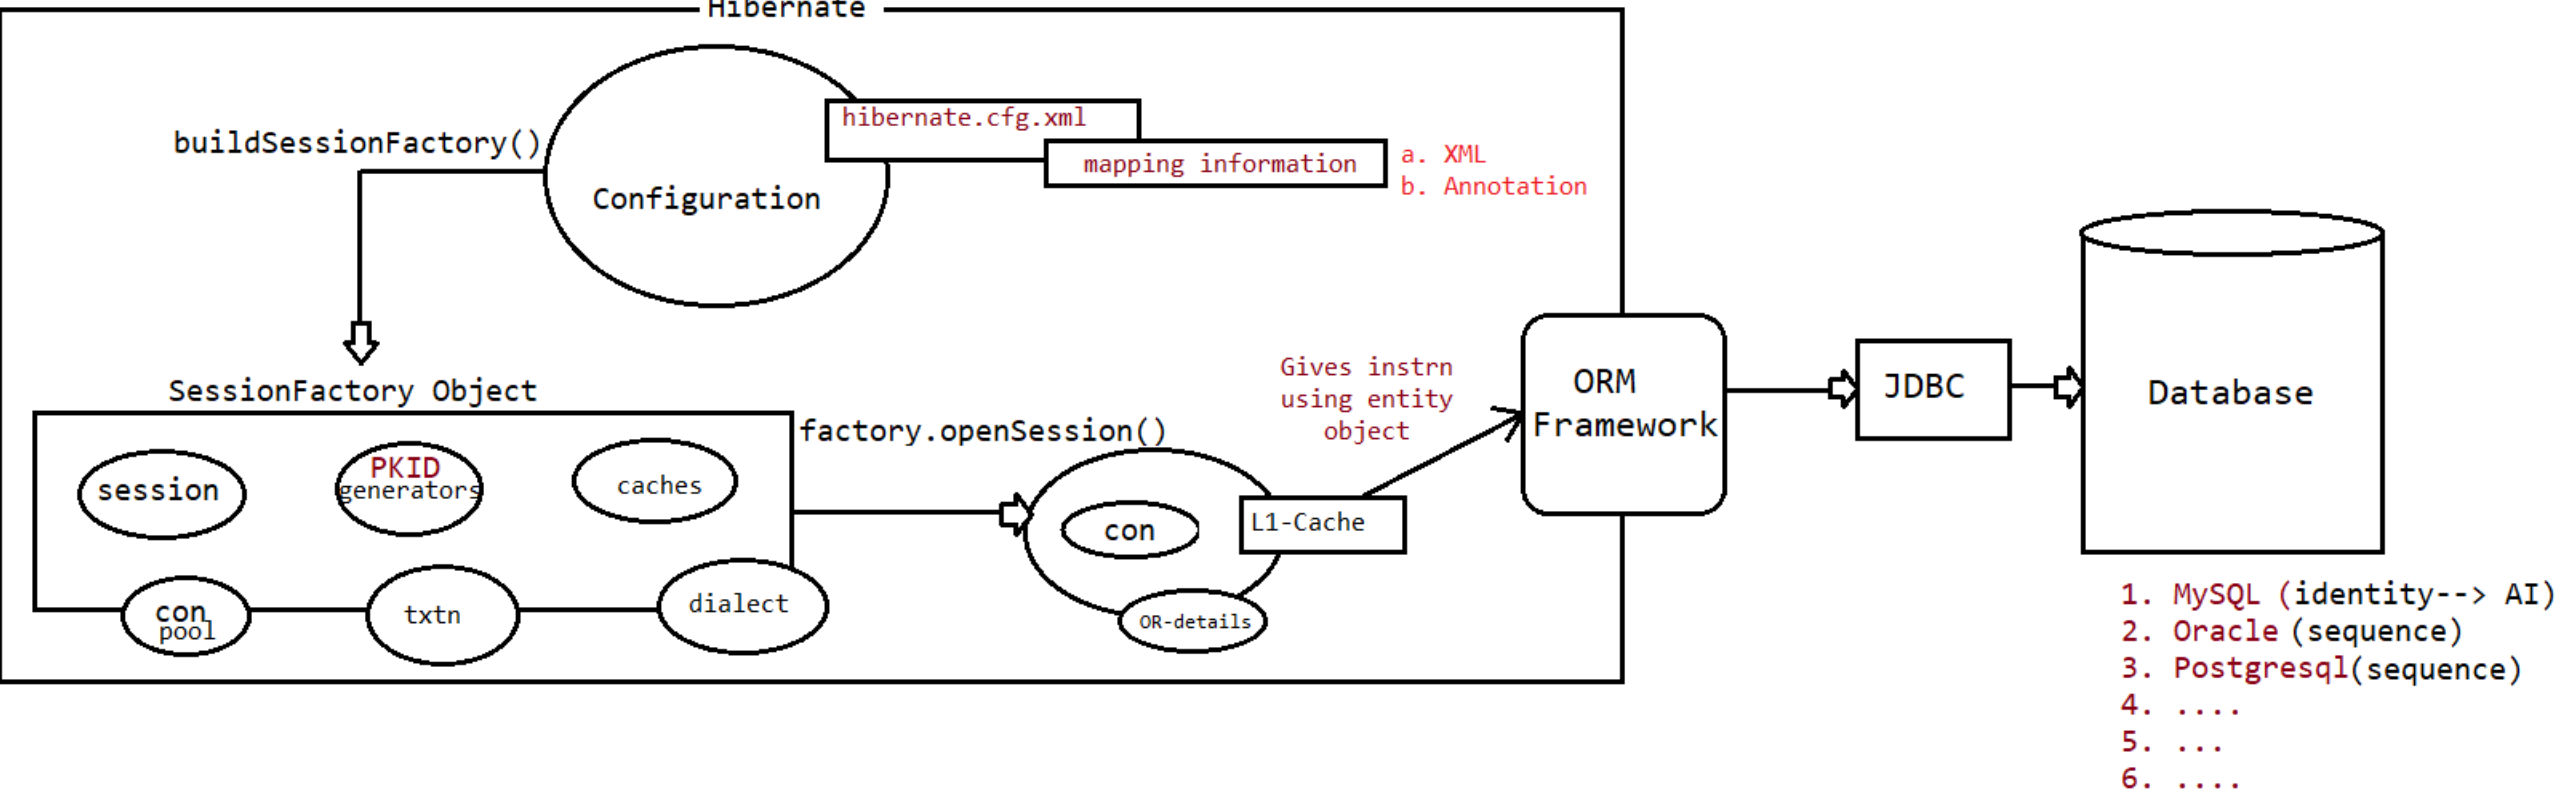 Hibernate
hibernate.cfg.xml
buildSessionFactory()
mapping information
a. XML
b. Annotation
Configuration
SessionFactory Object
session
PKID
generators
caches
con
pool
txtn
dialect
factory.openSession()
con
L1-Cache
OR-details
Gives instrn
using entity
object
ORM
Framework
JDBC
Database
1. MySQL (identity--> AI)
2. Oracle (sequence)
3. Postgresql(sequence)
4. ....
5. ...
6. ....